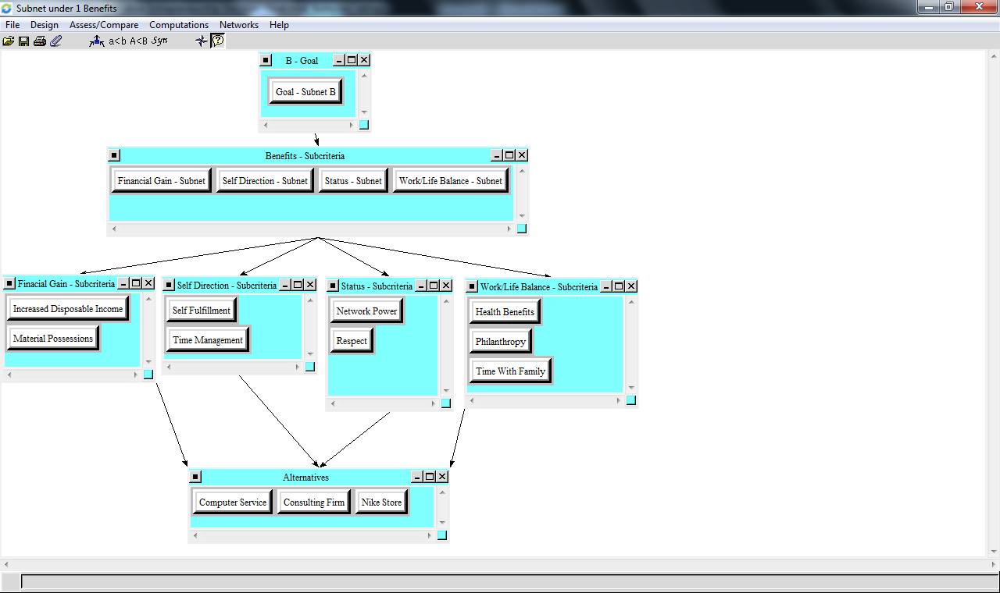 Subnet under 1 Benefits
File Design Assess/Compare Computations Networks Help
a<b A<B Syn
B - Goal
Goal - Subnet B
Benefits - Subcriteria
Financial Gain - Subnet Self Direction - Subnet Status - Subnet Work/Life Balance - Subnet
Finacial Gain - Subcriteria
Increased Disposable Income
Material Possessions
Self Direction - Subcriteria
Self Fulfillment
Time Management
Status - Subcriteria
Network Power
Respect
Work/Life Balance - Subcriteria
Health Benefits
Philanthropy
Time With Family
Alternatives
Computer Service Consulting Firm Nike Store